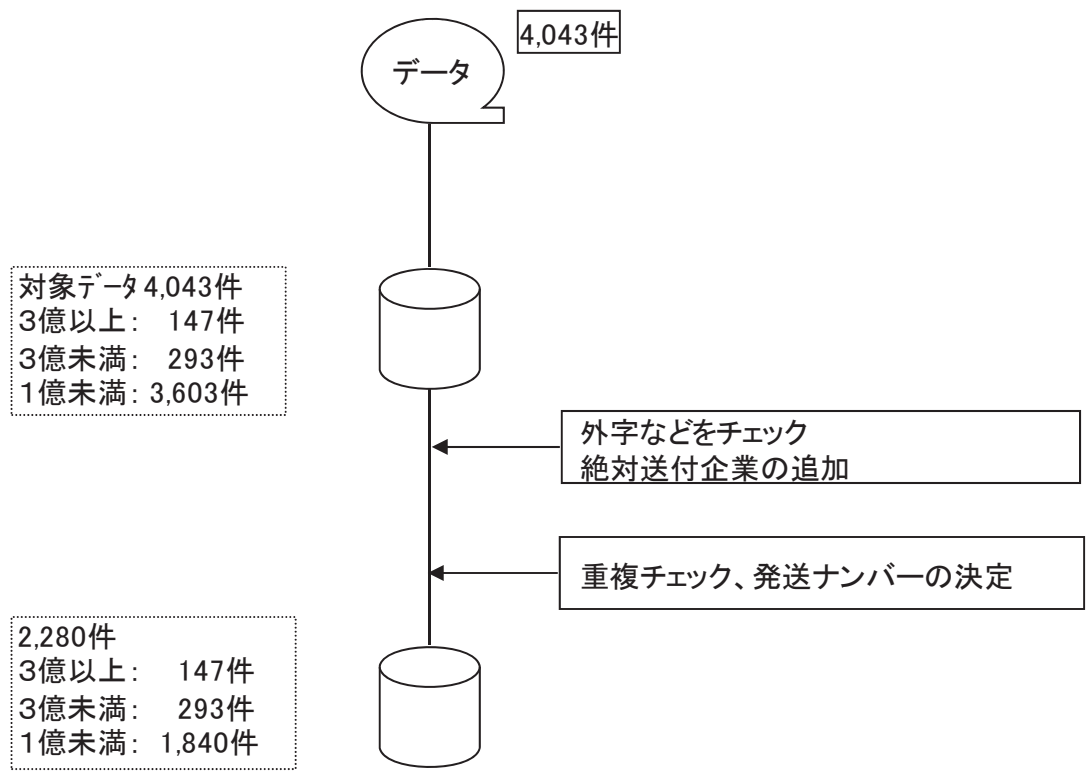 4,043件
データ
対象ﾃﾞｰﾀ 4,043件
３億以上： 147件
３億未満： 293件
１億未満： 3,603件
外字などをチェック
絶対送付企業の追加
重複チェック、発送ナンバーの決定
2,280件
３億以上： 147件
３億未満： 293件
１億未満： 1,840件